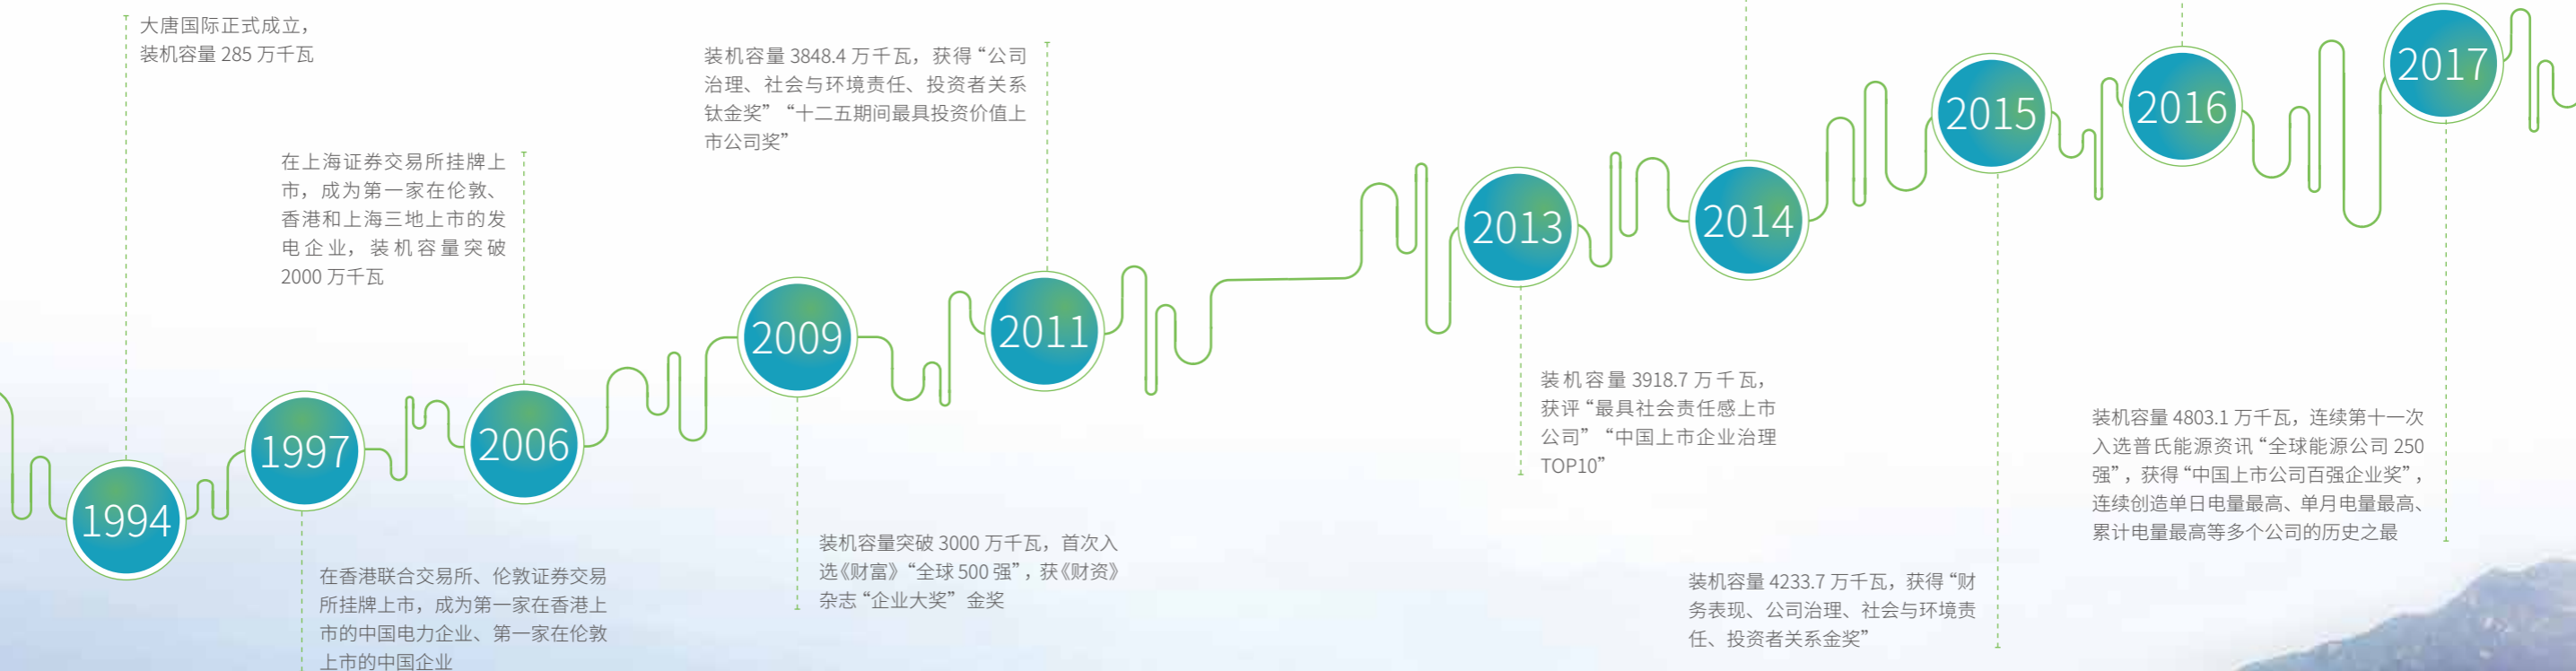 大唐国际正式成立，
装机容量 285 万千瓦
1994
在香港联合交易所、伦敦证券交易
所挂牌上市，成为第一家在香港上
市的中国电力企业、第一家在伦敦
上市的中国企业
1997
在上海证券交易所挂牌上
市，成为第一家在伦敦、
香港和上海三地上市的发
电企业，装机容量突破
2000 万千瓦
2006
2009
装机容量突破 3000 万千瓦，首次入
选《财富》“全球 500 强”，获《财资》
杂志“企业大奖” 金奖
装机容量 3848.4 万千瓦，获得“公司
治理、社会与环境责任、投资者关系
钛金奖”“十二五期间最具投资价值上
市公司奖”
2011
2013
装机容量 3918.7 万千瓦，
获评“最具社会责任感上市
公司”“中国上市企业治理
TOP10”
2014
2015
装机容量 4233.7 万千瓦，获得“财
务表现、公司治理、社会与环境责
任、投资者关系金奖”
2016
2017
装机容量 4803.1 万千瓦，连续第十一次
入选普氏能源资讯“全球能源公司 250
强”，获得“中国上市公司百强企业奖”，
连续创造单日电量最高、单月电量最高、
累计电量最高等多个公司的历史之最